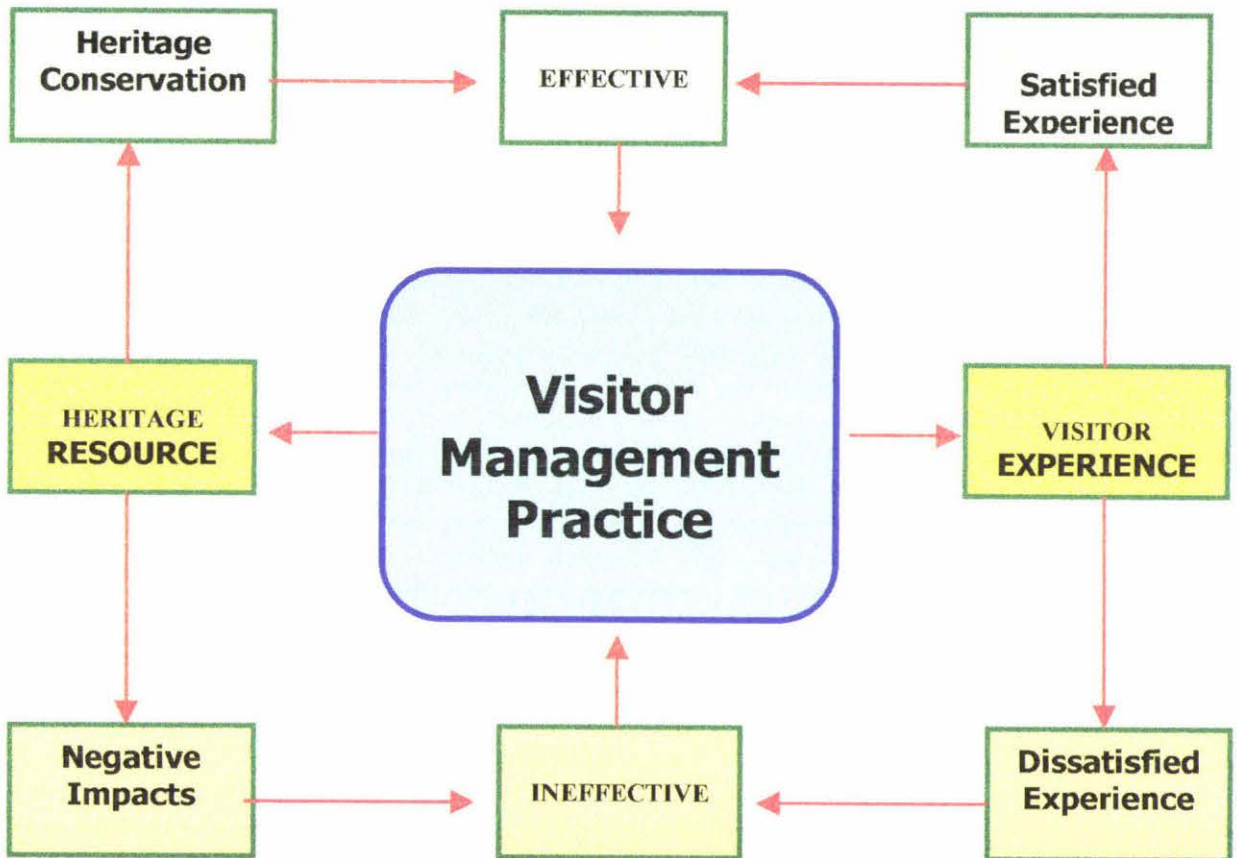 Heritage
Conservation
EFFECTIVE
Satisfied
Experience
HERITAGE
RESOURCE
Visitor
Management
Practice
VISITOR
EXPERIENCE
Negative
Impacts
INEFFECTIVE
Dissatisfied
Experience